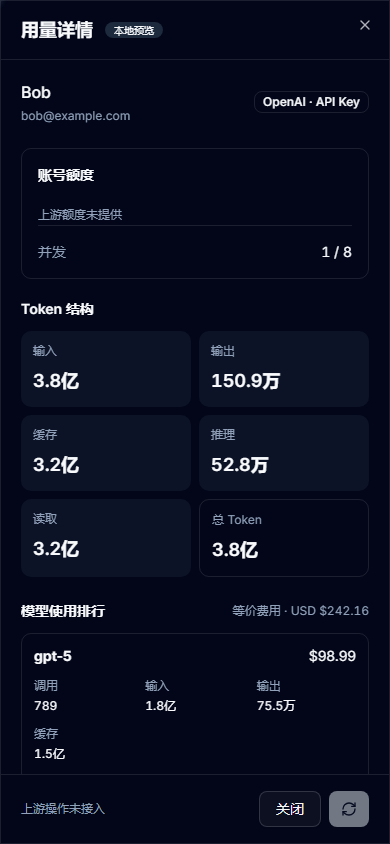 用量详情 本地预览
Bob
bob@example.com
OpenAI · API Key
账号额度
上游额度未提供
并发 1 / 8
Token 结构
输入 输出
3.8亿 150.9万
缓存 推理
3.2亿 52.8万
读取 总 Token
3.2亿 3.8亿
模型使用排行 等价费用 · USD $242.16
gpt-5 $98.99
调用 输入 输出
789 1.8亿 75.5万
缓存
1.5亿
上游操作未接入 关闭